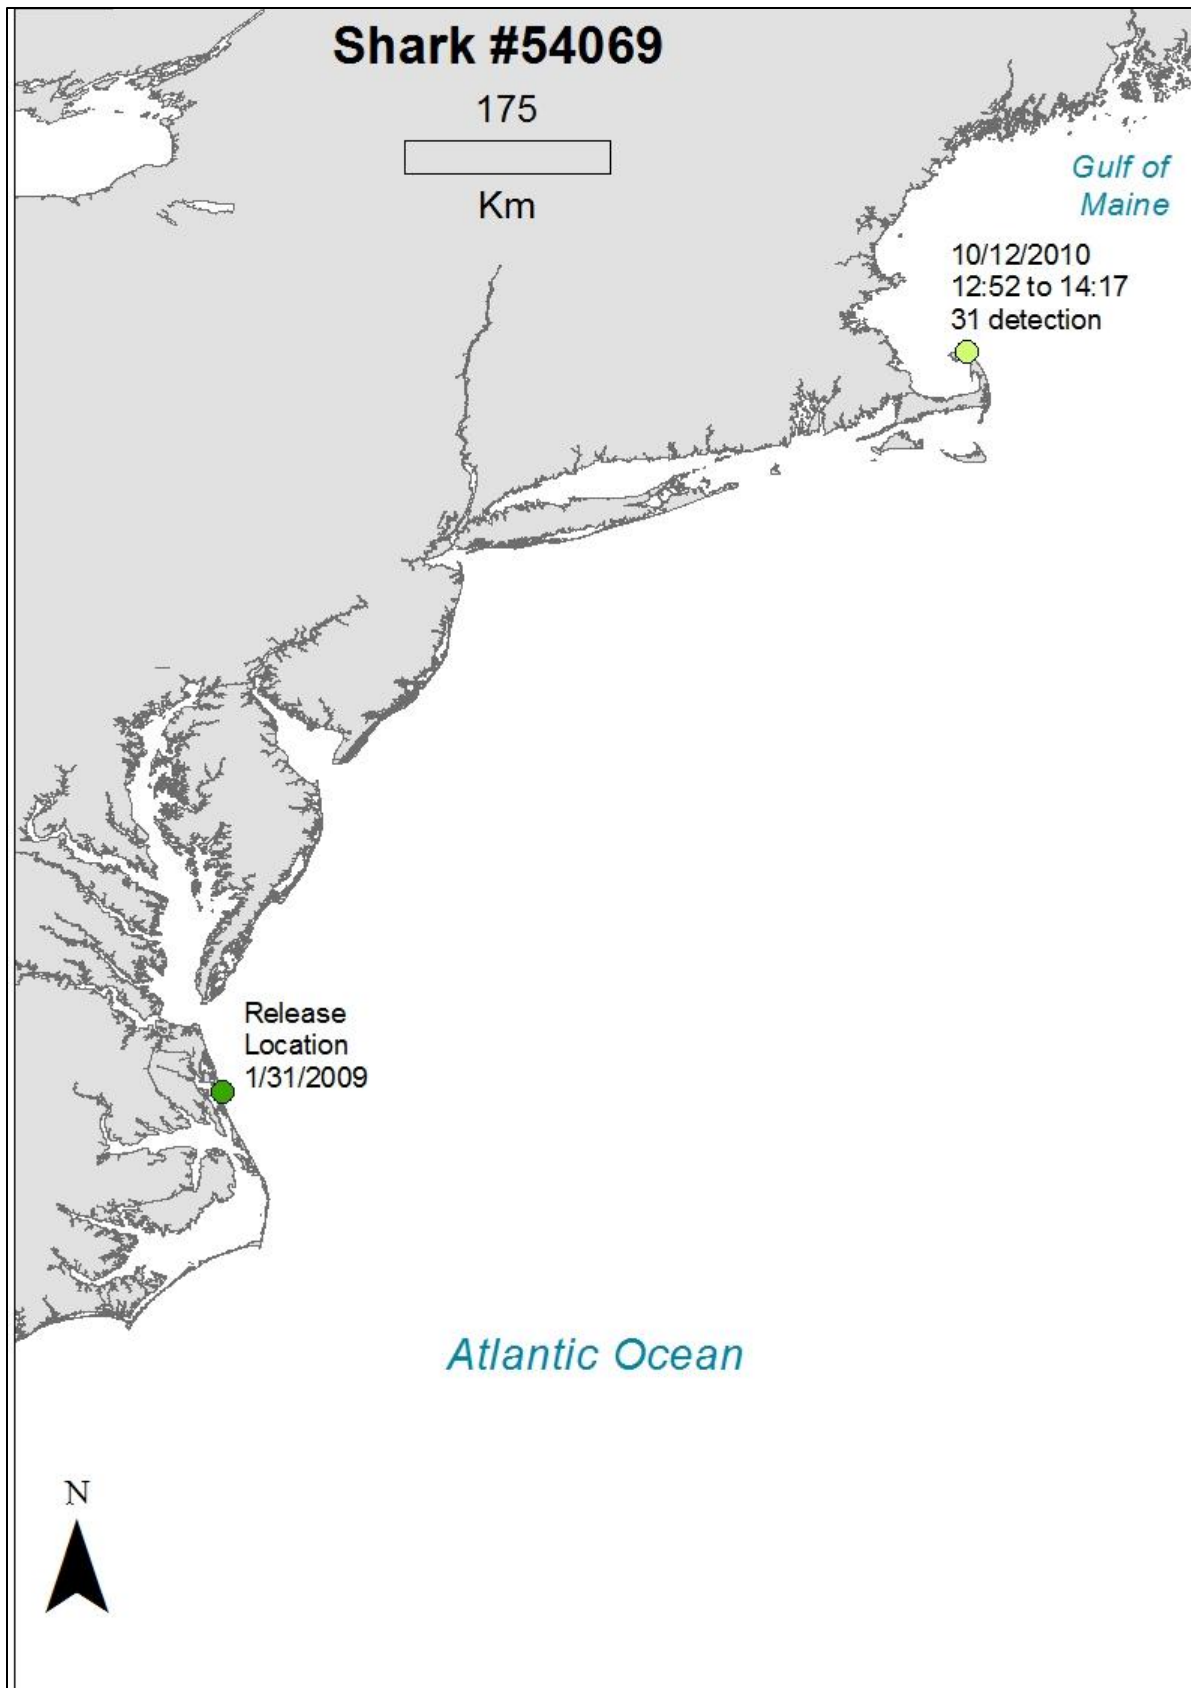 Shark #54069
175
Km
Gulf of
Maine
10/12/2010
12:52 to 14:17
31 detection
Release
Location
1/31/2009
Atlantic Ocean
N